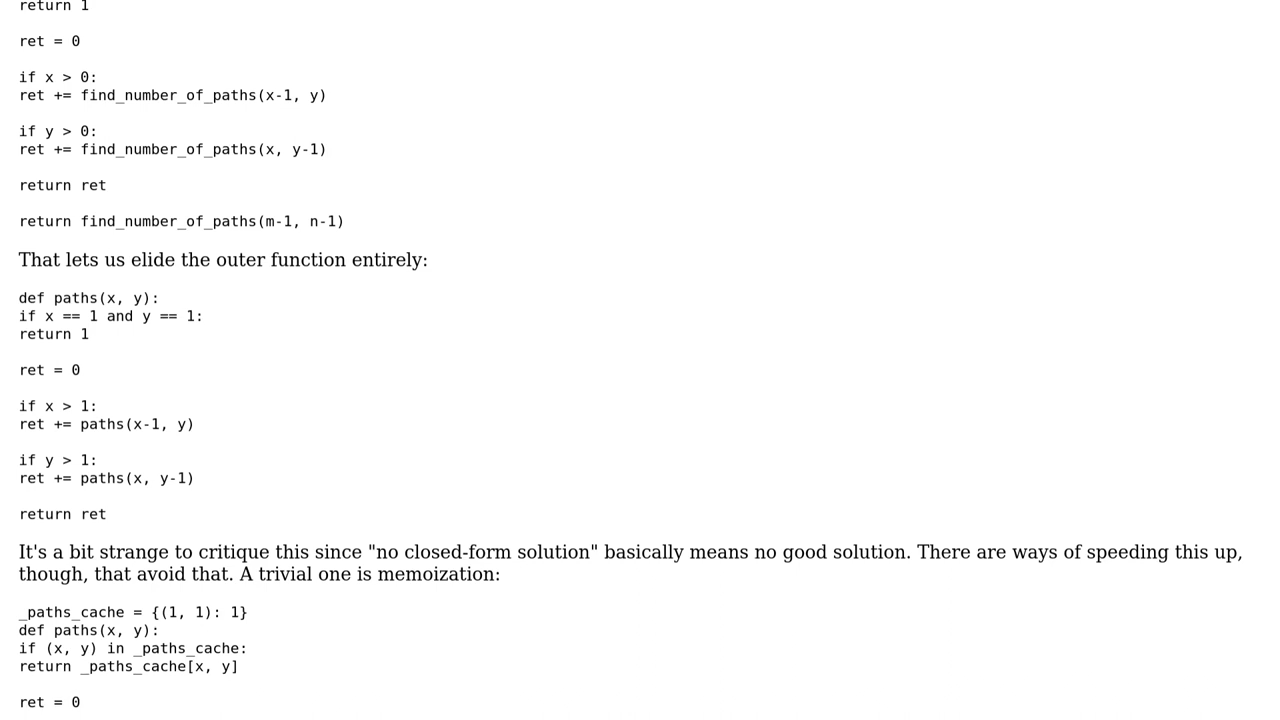 return 1
ret = 0
if x > 0:
ret += find_number_of_paths(x-1, y)
if y > 0:
ret += find_number_of_paths(x, y-1)
return ret
return find_number_of_paths(m-1, n-1)
That lets us elide the outer function entirely:
def paths(x, y):
if x == 1 and y == 1:
return 1
ret = 0
if x > 1:
ret += paths(x-1, y)
if y > 1:
ret += paths(x, y-1)
return ret
It's a bit strange to critique this since "no closed-form solution" basically means no good solution. There are ways of speeding this up,
though, that avoid that. A trivial one is memoization:
_paths_cache = {(1, 1): 1}
def paths(x, y):
if (x, y) in _paths_cache:
return _paths_cache[x, y]
ret = 0